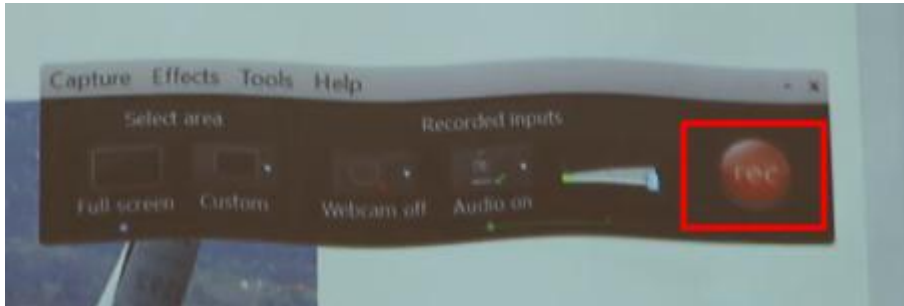 Capture Effects Tools Help
Select area
Recorded inputs
rec
Full screen Custom Webcam off Audio on